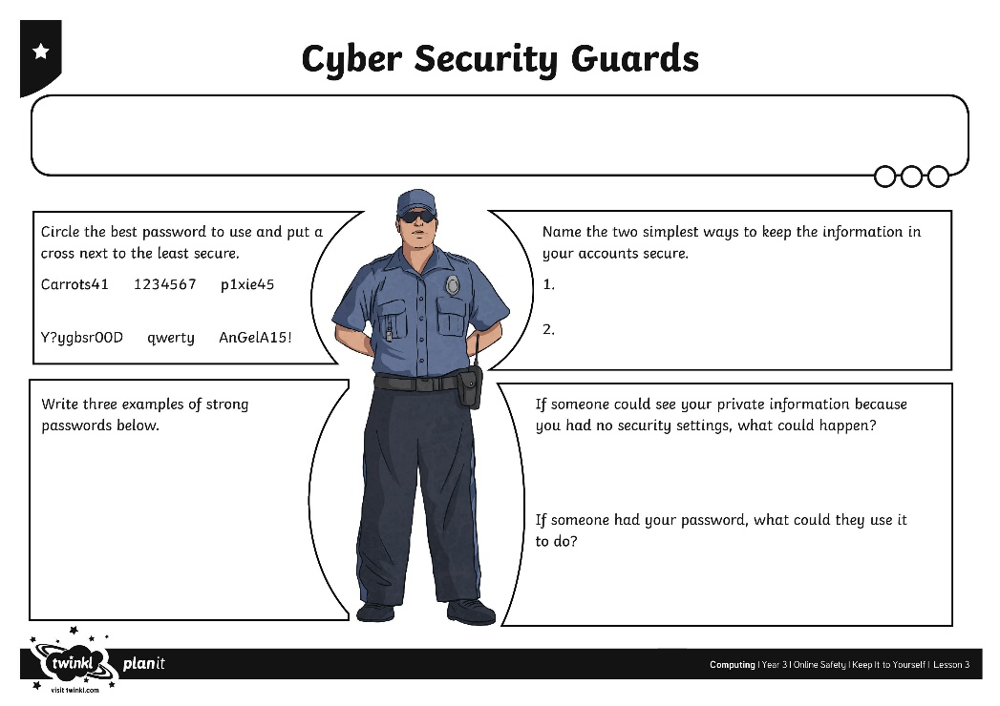 Cyber Security Guards
Circle the best password to use and put a
cross next to the least secure.
Carrots41 1234567 p1xie45
Y?ygbsr00D qwerty AnGelA15!
Name the two simplest ways to keep the information in
your accounts secure.
1.
2.
Write three examples of strong
passwords below.
If someone could see your private information because
you had no security settings, what could happen?
If someone had your password, what could they use it
to do?
twinkl
visit twinkl.com
planit
Computing | Year 3 | Online Safety | Keep It to Yourself | Lesson 3